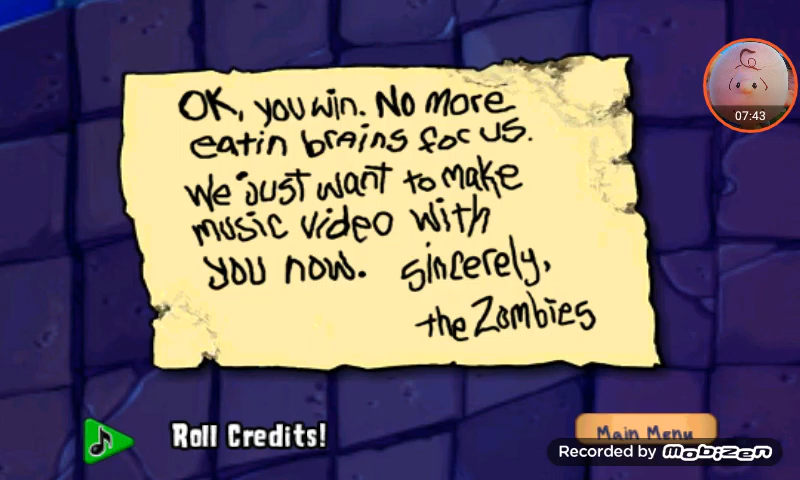 OK, you win. No more
eatin brains for us.
We just want to make
music video with
you now. Sincerely,
the Zombies
07:43
Roll Credits!
Main Menu
Recorded by mobizen